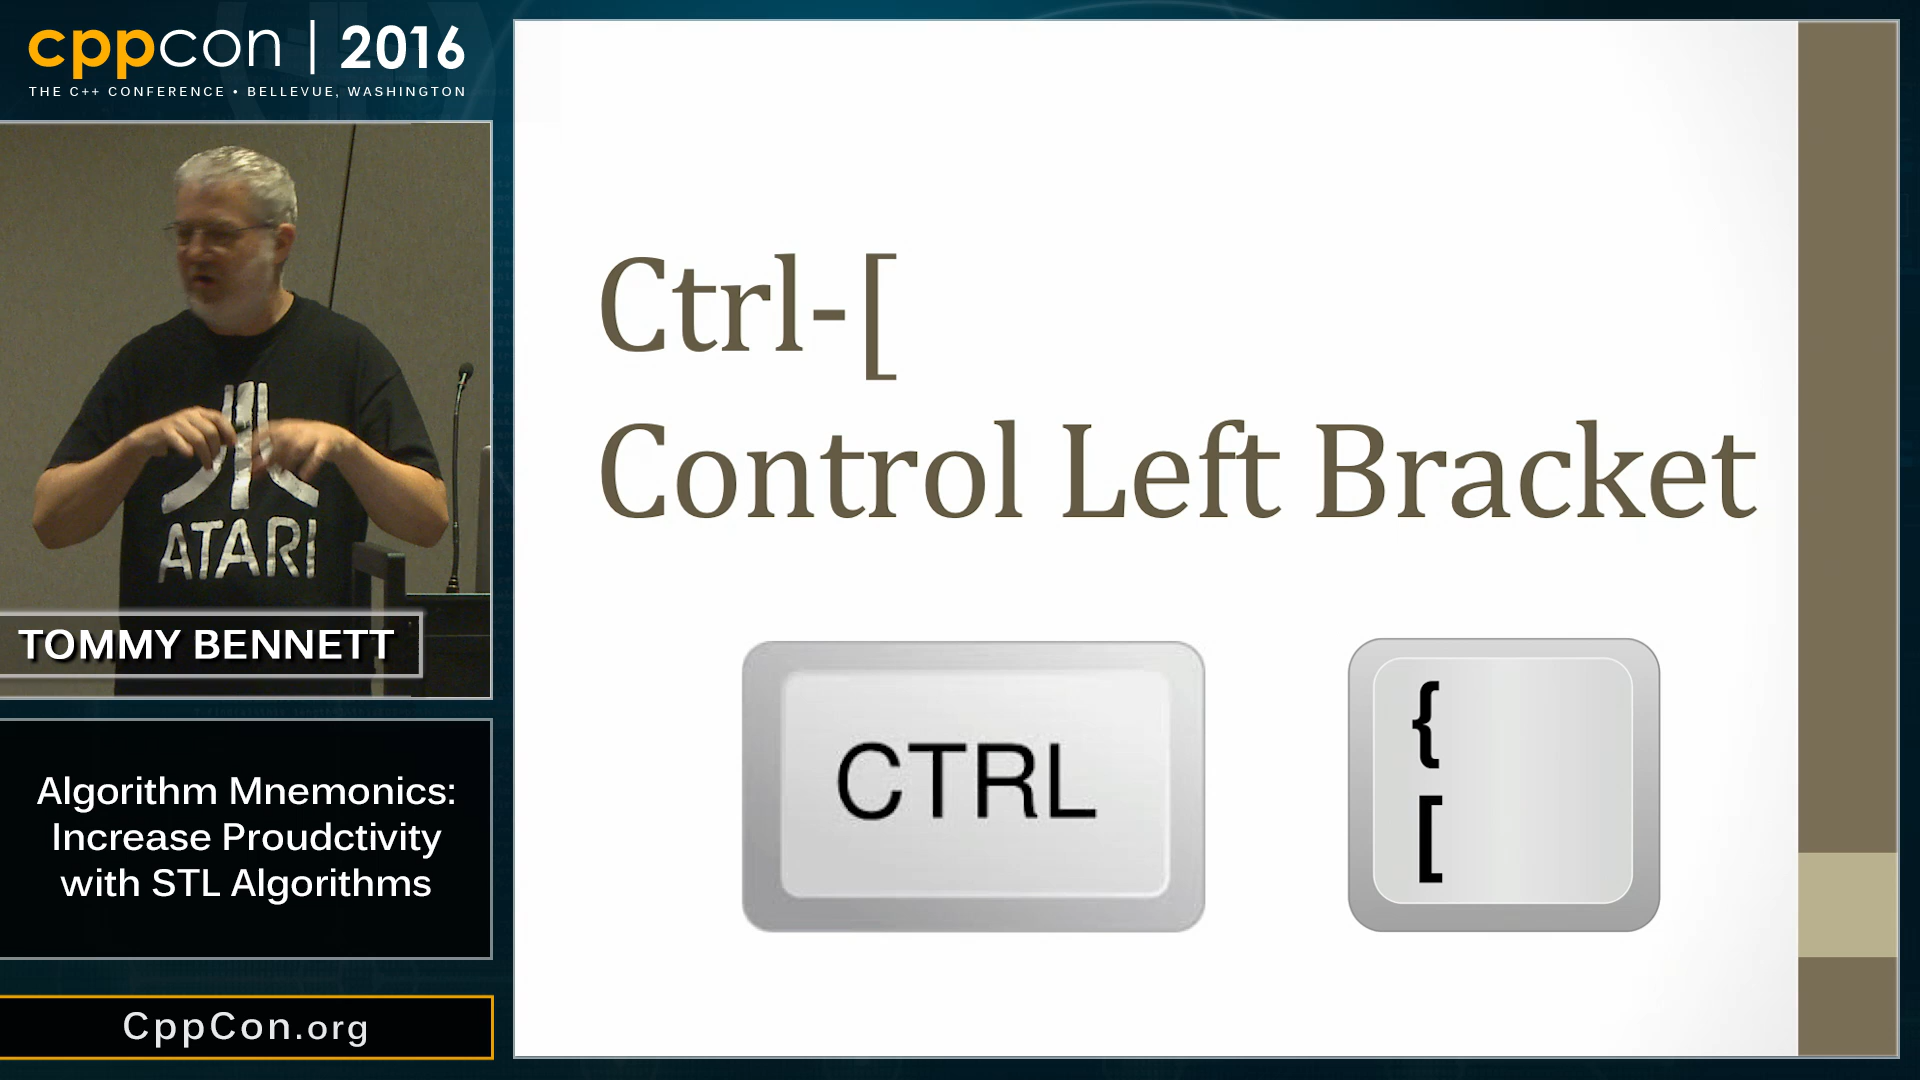 cppcon | 2016
THE C++ CONFERENCE • BELLEVUE, WASHINGTON
ATARI
TOMMY BENNETT
Algorithm Mnemonics:
Increase Proudctivity
with STL Algorithms
CppCon.org
Ctrl-[
Control Left Bracket
CTRL
{
[